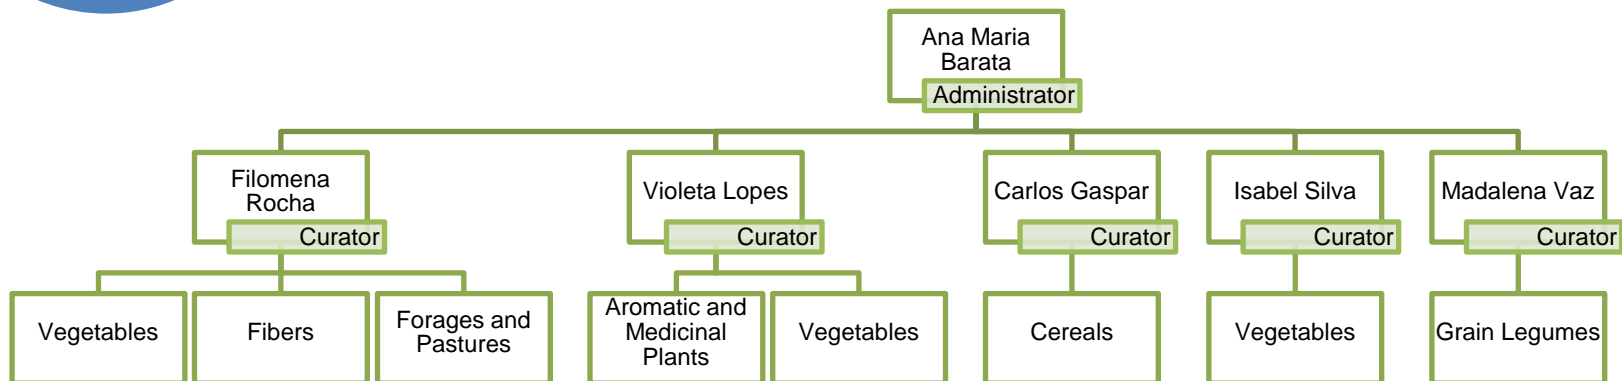 Ana Maria
Barata
Administrator
Filomena
Rocha
Curator
Violeta Lopes
Curator
Carlos Gaspar
Curator
Isabel Silva
Curator
Madalena Vaz
Curator
Vegetables
Fibers
Forages and
Pastures
Aromatic and
Medicinal
Plants
Vegetables
Cereals
Vegetables
Grain Legumes